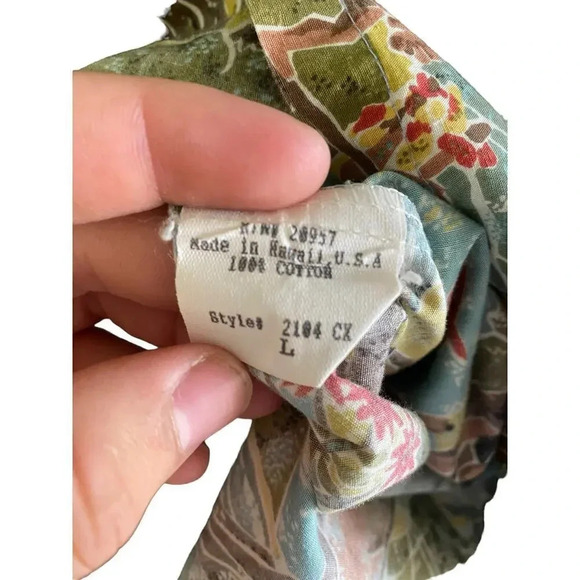 RN# 20957
Made in Hawaii, U.S.A
100% COTTON
Style# 2104 CX
L